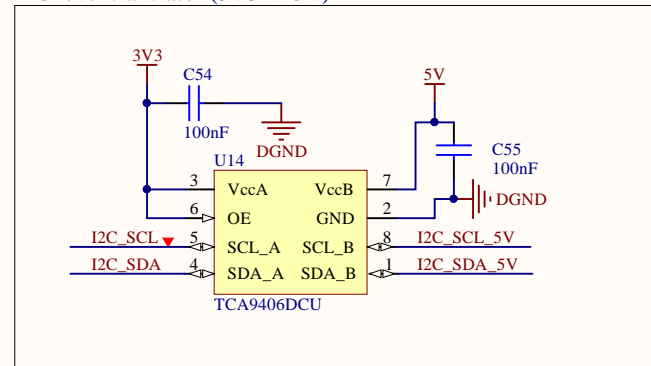 3V3
C54
100nF
DGND
5V
C55
100nF
DGND
U14
3 VccA VccB 7
6 OE GND 2
I2C_SCL 5 SCL_A SCL_B 8 I2C_SCL_5V
I2C_SDA 4 SDA_A SDA_B 1 I2C_SDA_5V
TCA9406DCU